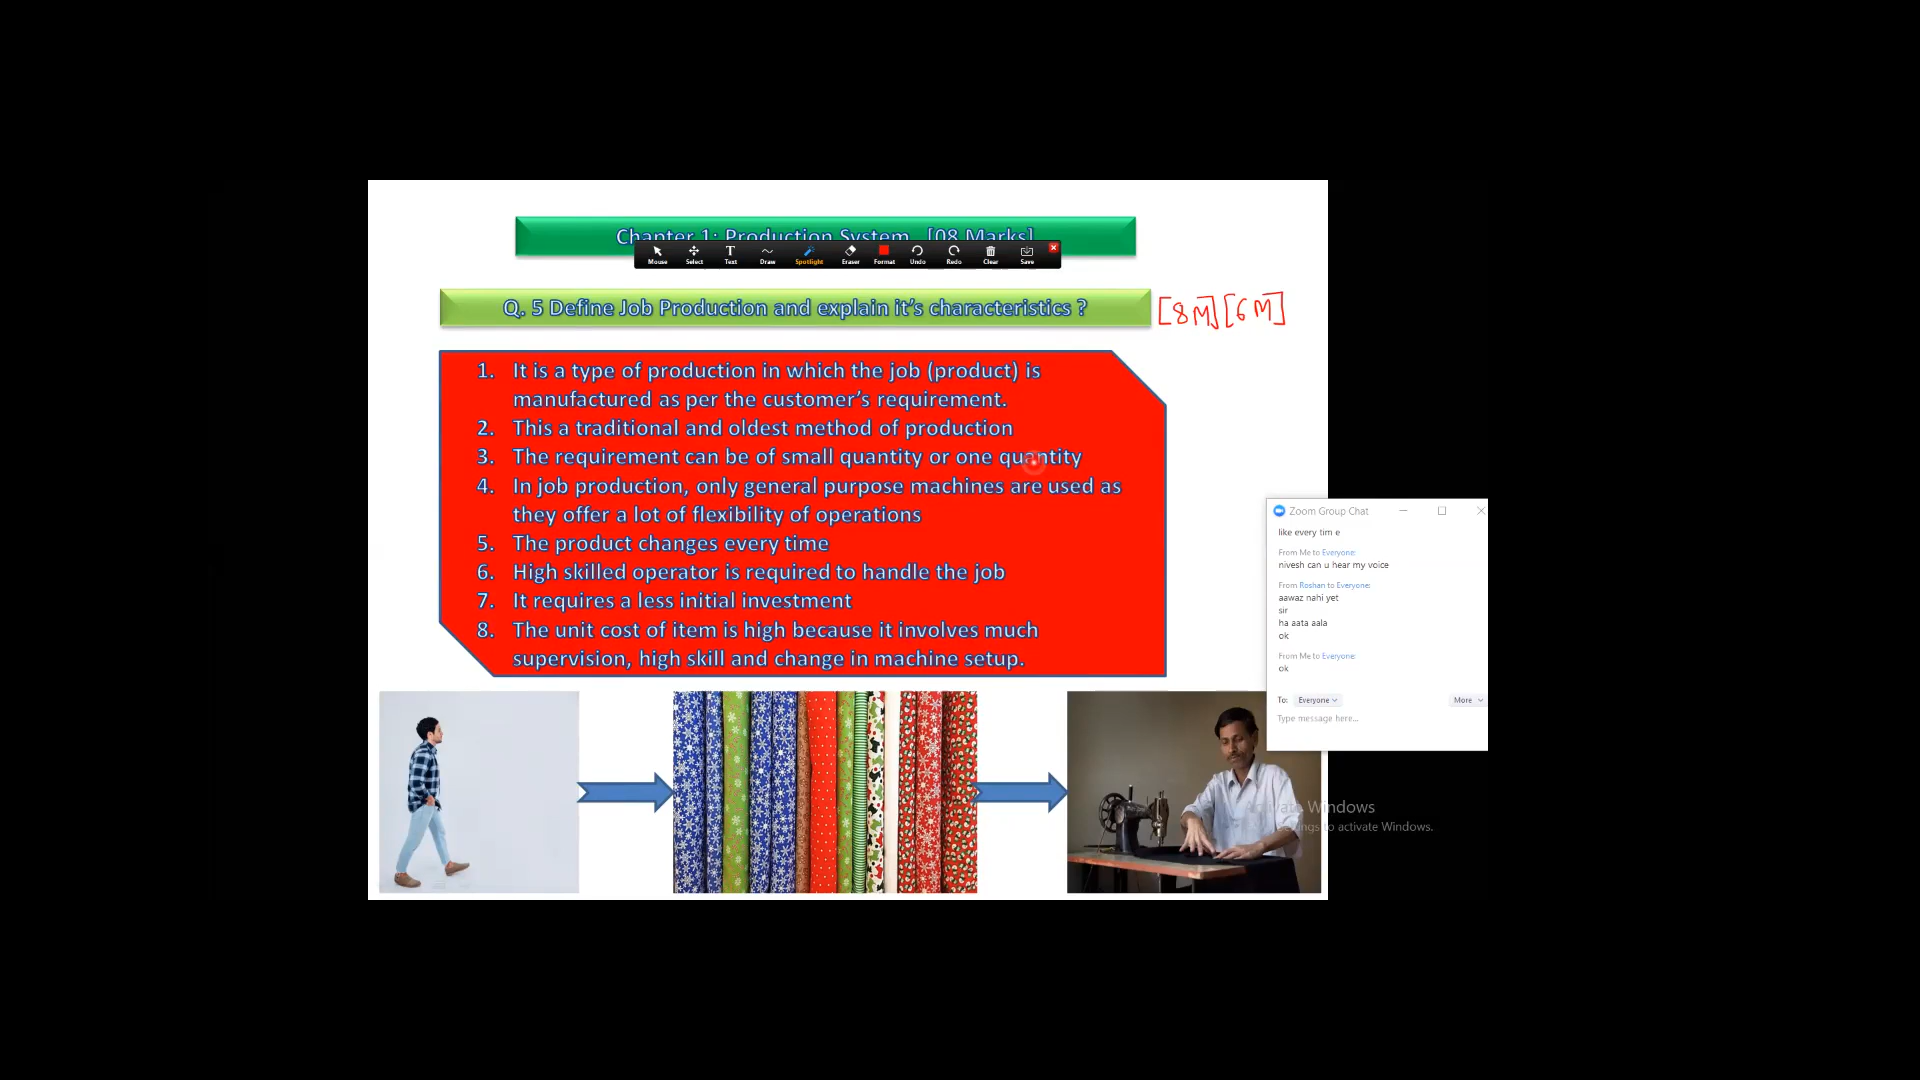 Chapter 1: Production System [08 Marks]
Mouse Select Text Draw Spotlight Eraser Format Undo Redo Clear Save
Q. 5 Define Job Production and explain it’s characteristics ?
[8M] [6M]
1. It is a type of production in which the job (product) is
manufactured as per the customer’s requirement.
2. This a traditional and oldest method of production
3. The requirement can be of small quantity or one quantity
4. In job production, only general purpose machines are used as
they offer a lot of flexibility of operations
5. The product changes every time
6. High skilled operator is required to handle the job
7. It requires a less initial investment
8. The unit cost of item is high because it involves much
supervision, high skill and change in machine setup.
Zoom Group Chat
like every tim e
From Me to Everyone:
nivesh can u hear my voice
From Roshan to Everyone:
aawaz nahi yet
sir
ha aata aala
ok
From Me to Everyone:
ok
To: Everyone More
Type message here...
Windows
to activate Windows.